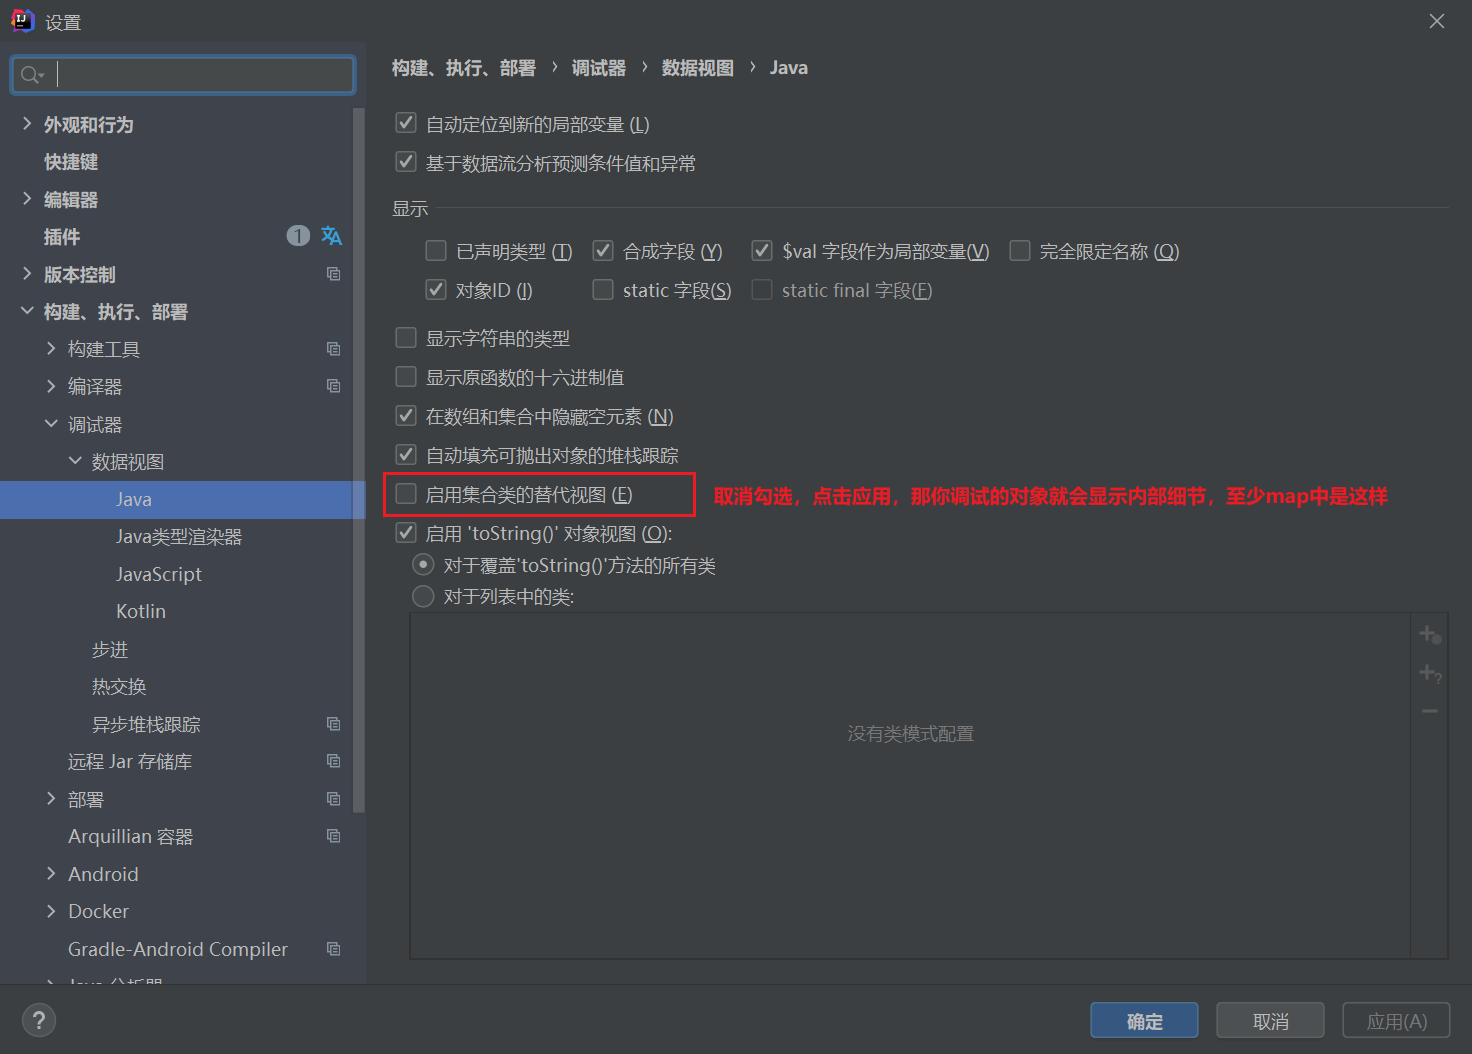 设置
外观和行为
快捷键
编辑器
插件 1
版本控制
构建、执行、部署
构建工具
编译器
调试器
数据视图
Java
Java类型渲染器
JavaScript
Kotlin
步进
热交换
异步堆栈跟踪
远程 Jar 存储库
部署
Arquillian 容器
Android
Docker
Gradle-Android Compiler
Java 分析器
构建、执行、部署 › 调试器 › 数据视图 › Java
自动定位到新的局部变量 (L)
基于数据流分析预测条件值和异常
显示
已声明类型 (T) 合成字段 (Y) $val 字段作为局部变量(V) 完全限定名称 (Q)
对象ID (I) static 字段(S) static final 字段(F)
显示字符串的类型
显示原函数的十六进制值
在数组和集合中隐藏空元素 (N)
自动填充可抛出对象的堆栈跟踪
启用集合类的替代视图 (E) 取消勾选，点击应用，那你调试的对象就会显示内部细节，至少map中是这样
启用 'toString()' 对象视图 (O):
对于覆盖'toString()'方法的所有类
对于列表中的类:
没有类模式配置
? 确定 取消 应用(A)